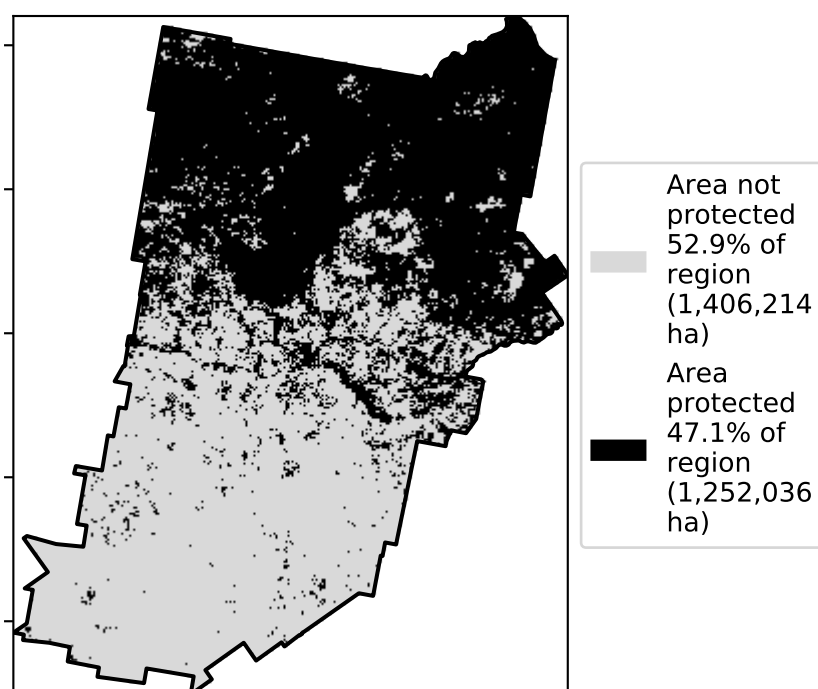 Area not
protected
52.9% of
region
(1,406,214
ha)
Area
protected
47.1% of
region
(1,252,036
ha)